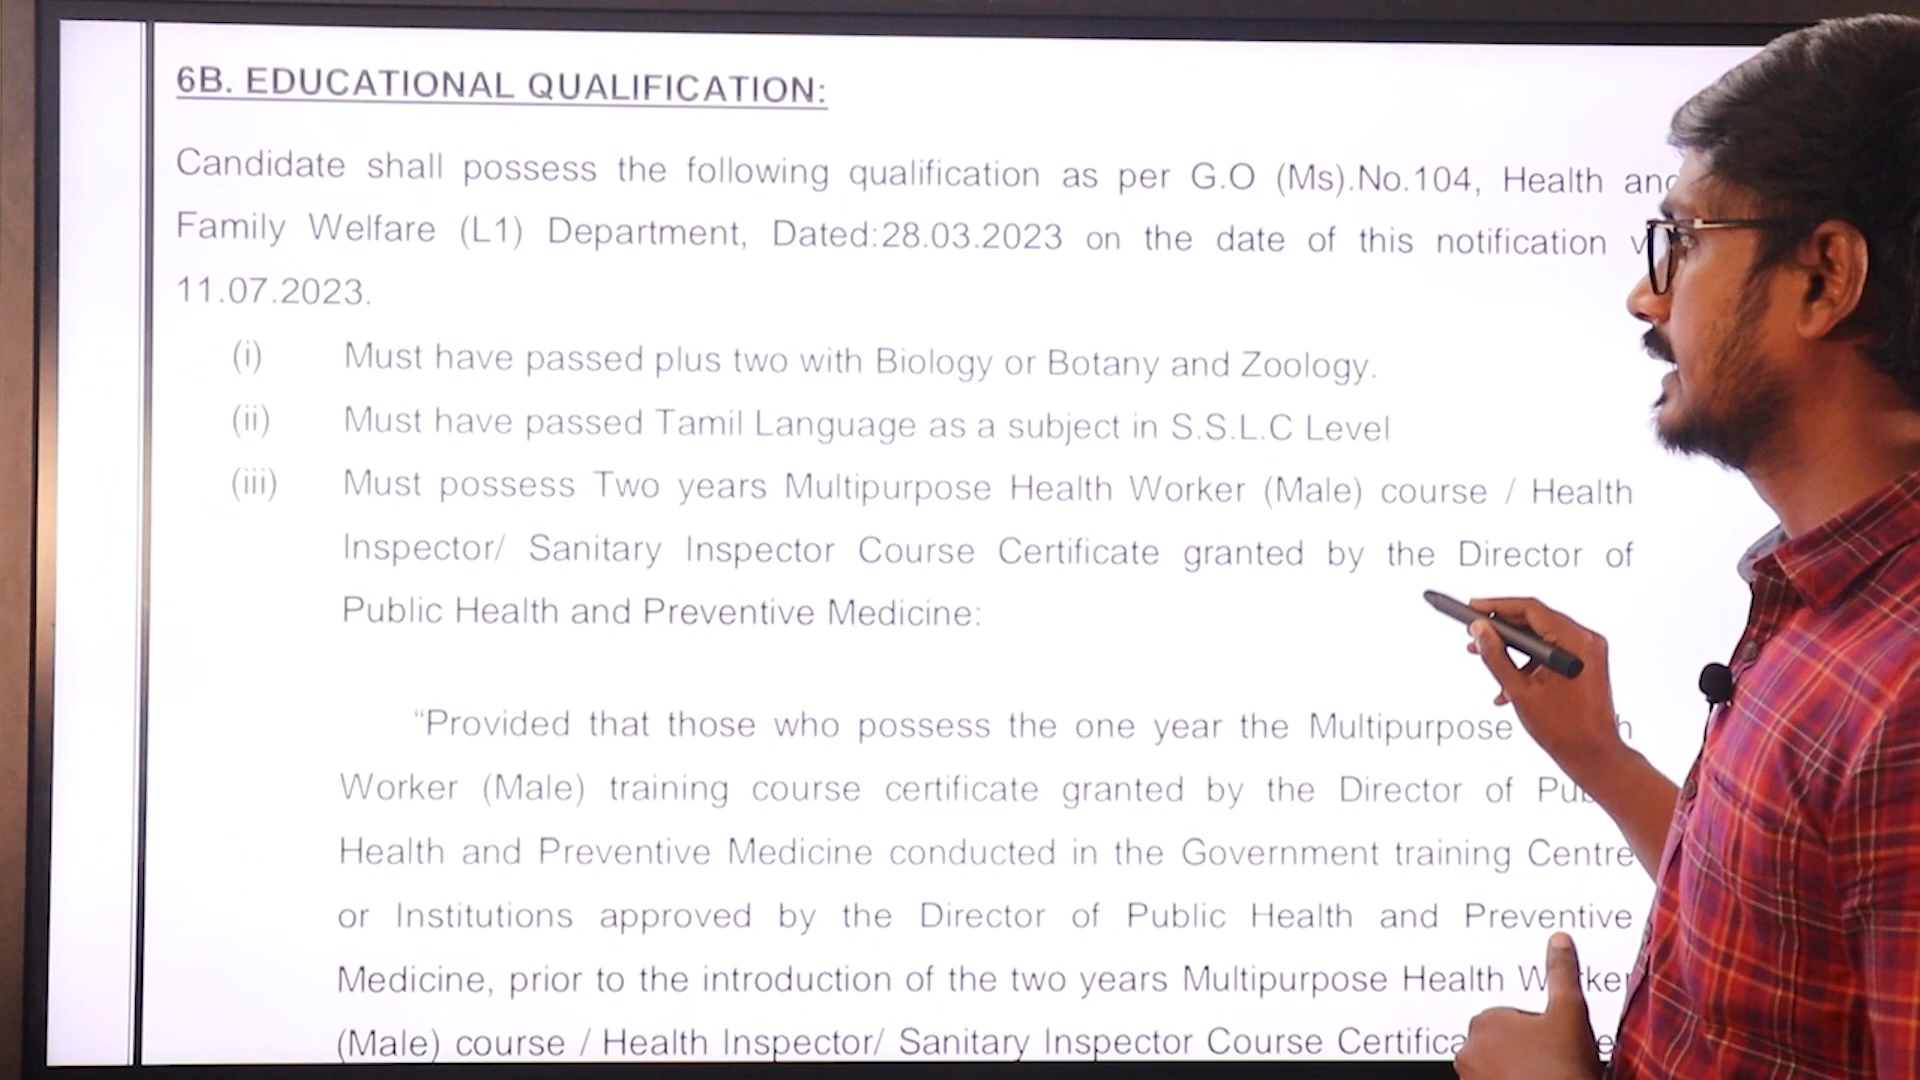 6B. EDUCATIONAL QUALIFICATION:
Candidate shall possess the following qualification as per G.O (Ms).No.104, Health and
Family Welfare (L1) Department, Dated:28.03.2023 on the date of this notification
11.07.2023.
(i) Must have passed plus two with Biology or Botany and Zoology.
(ii) Must have passed Tamil Language as a subject in S.S.L.C Level
(iii) Must possess Two years Multipurpose Health Worker (Male) course / Health
Inspector/ Sanitary Inspector Course Certificate granted by the Director of
Public Health and Preventive Medicine:
“Provided that those who possess the one year the Multipurpose
Worker (Male) training course certificate granted by the Director of
Health and Preventive Medicine conducted in the Government training Centre
or Institutions approved by the Director of Public Health and Preventive
Medicine, prior to the introduction of the two years Multipurpose Health
(Male) course / Health Inspector/ Sanitary Inspector Course